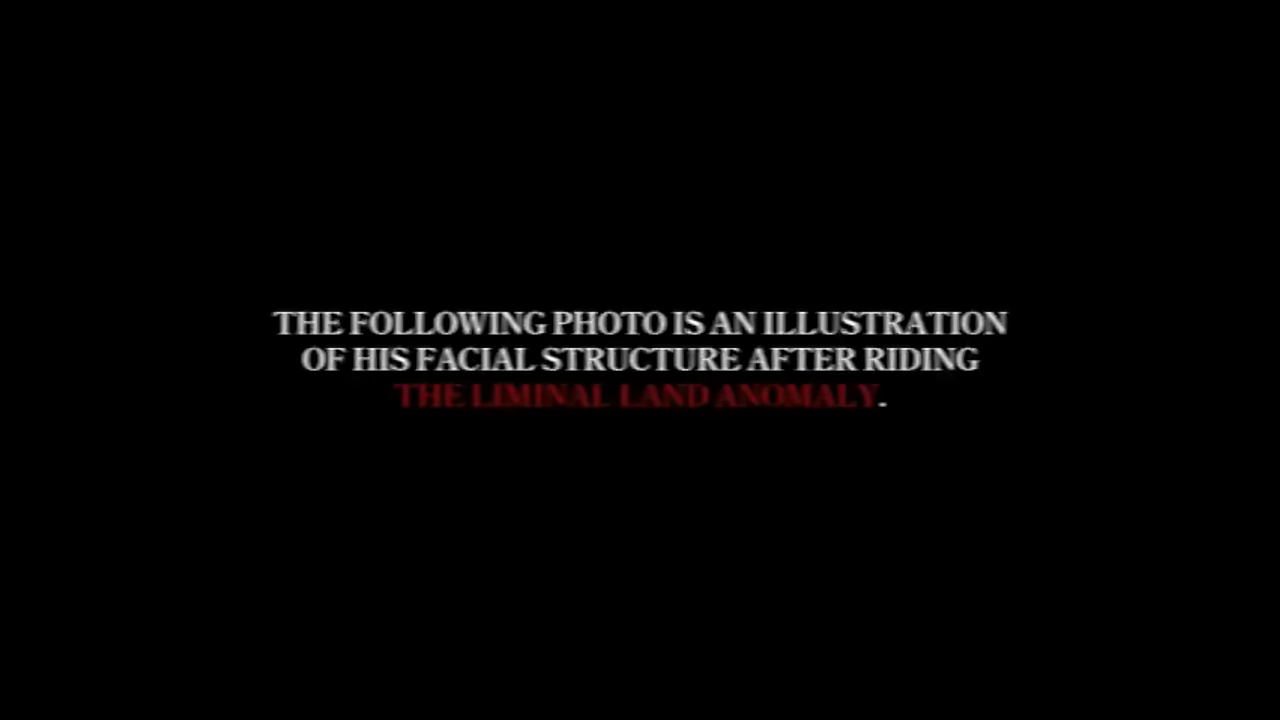 THE FOLLOWING PHOTO IS AN ILLUSTRATION
OF HIS FACIAL STRUCTURE AFTER RIDING
THE LIMINAL LAND ANOMALY.